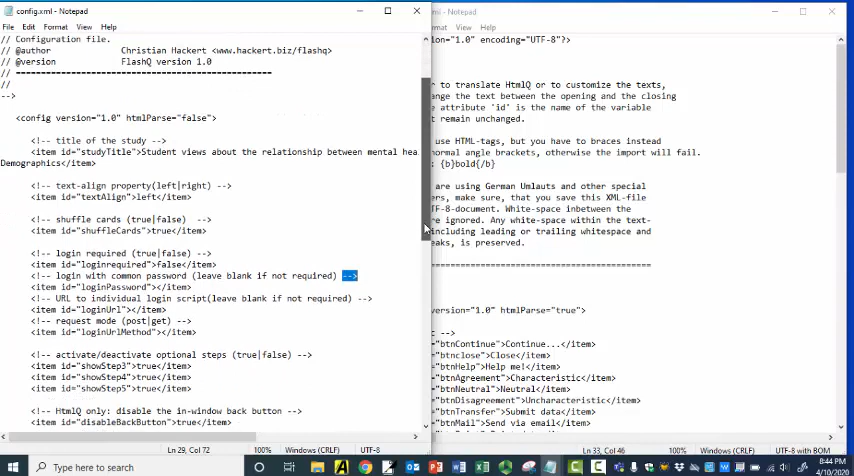 config.xml - Notepad
File Edit Format View Help
// Configuration file.
// @author Christian Hackert <www.hackert.biz/flashq>
// @version FlashQ version 1.0
// ================================================
//
-->
<config version="1.0" htmlParse="false">
<!-- title of the study -->
<item id="studyTitle">Student views about the relationship between mental hea
Demographics</item>
<!-- text-align property(left|right) -->
<item id="textAlign">left</item>
<!-- shuffle cards (true|false) -->
<item id="shuffleCards">true</item>
<!-- login required (true|false) -->
<item id="loginrequired">false</item>
<!-- login with common password (leave blank if not required) -->
<item id="loginPassword"></item>
<!-- URL to individual login script(leave blank if not required) -->
<item id="loginUrl"></item>
<!-- request mode (post|get) -->
<item id="loginUrlMethod"></item>
<!-- activate/deactivate optional steps (true|false) -->
<item id="showStep3">true</item>
<item id="showStep4">true</item>
<item id="showStep5">true</item>
<!-- HtmlQ only: disable the in-window back button -->
<item id="disableBackButton">true</item>
Ln 29, Col 72 100% Windows (CRLF) UTF-8
ml - Notepad
rmat View Help
"1.0" encoding="UTF-8"?>
r to translate HtmlQ or to customize the texts,
ange the text between the opening and the closing
e attribute 'id' is the name of the variable
t remain unchanged.
use HTML-tags, but you have to braces instead
normal angle brackets, otherwise the import will fail.
: {b}bold{/b}
are using German Umlauts and other special
ers, make sure, that you save this XML-file
TF-8-document. White-space inbetween the
re ignored. Any white-space within the text-
including leading or trailing whitespace and
eaks, is preserved.
================================================
version="1.0" htmlParse="true">
c -->
="btnContinue">Continue...</item>
="btnclose">Close</item>
="btnHelp">Help me!</item>
="btnAgreement">Characteristic</item>
="btnNeutral">Neutral</item>
="btnDisagreement">Uncharacteristic</item>
="btnTransfer">Submit data</item>
="btnMail">Send via email</item>
Ln 33, Col 46 100% Windows (CRLF) UTF-8 with BOM
Type here to search
8:44 PM
4/10/2020